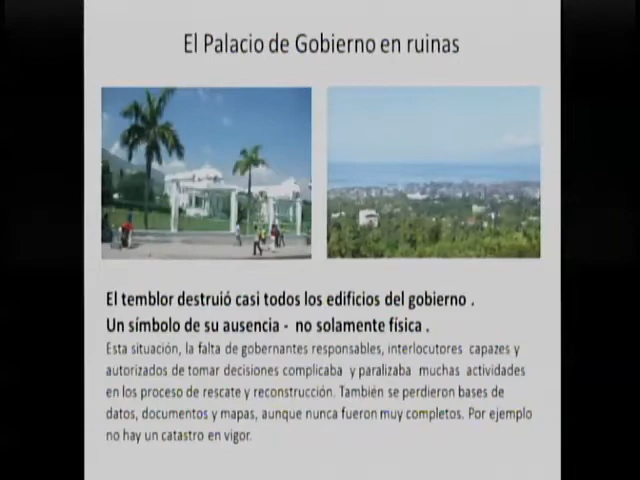 El Palacio de Gobierno en ruinas
El temblor destruió casi todos los edificios del gobierno .
Un símbolo de su ausencia -  no solamente física .
Esta situación, la falta de gobernantes responsables, interlocutores  capazes y
autorizados de tomar decisiones complicaba  y paralizaba  muchas  actividades
en los proceso de rescate y reconstrucción. También se perdieron bases de
datos, documentos y mapas, aunque nunca fueron muy completos. Por ejemplo
no hay un catastro en vigor.